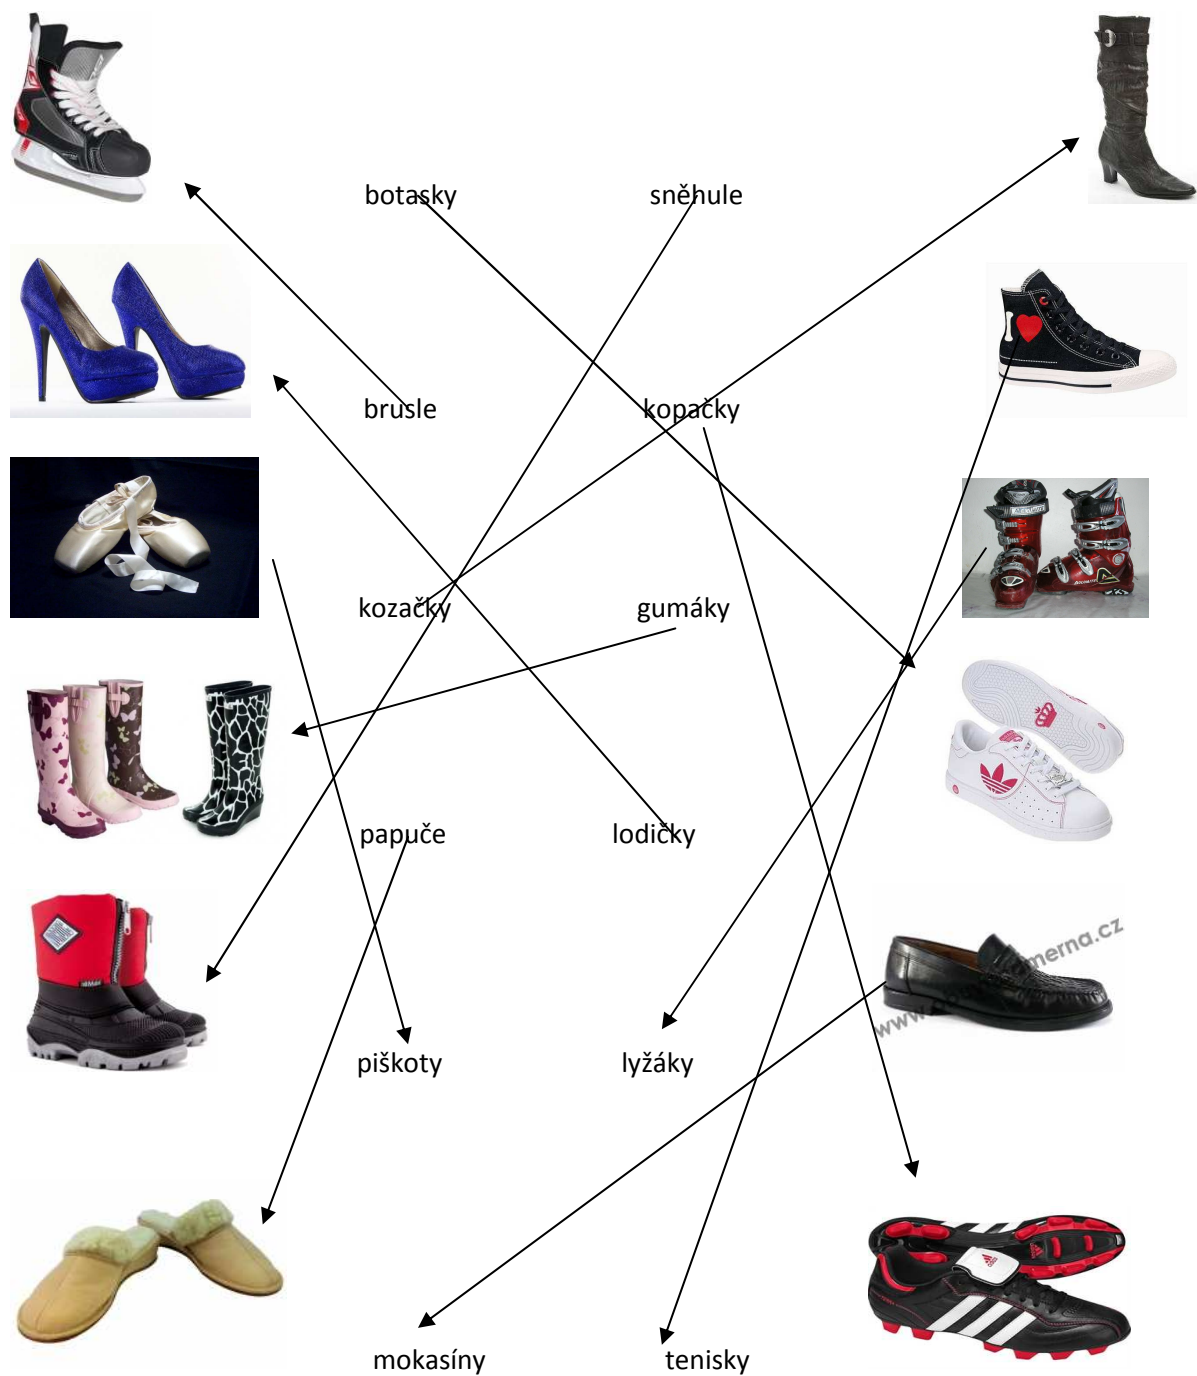 botasky sněhule
I
brusle kopačky
kozačky gumáky
papuče lodičky
piškoty lyžáky
mokasíny tenisky